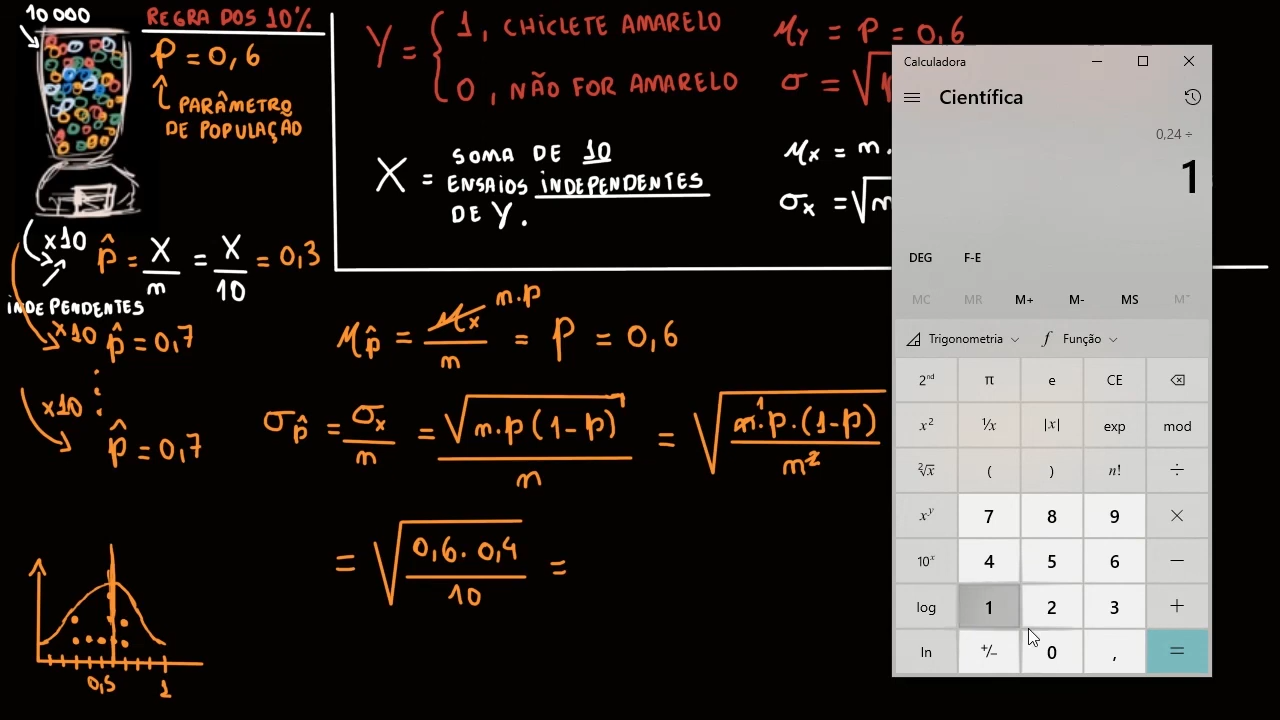 10 000
REGRA DOS 10%
P = 0,6
PARÂMETRO
DE POPULAÇÃO
Y = { 1, CHICLETE AMARELO
0, NÃO FOR AMARELO
μY = P = 0,6
σ = √
X = SOMA DE 10
ENSAIOS INDEPENDENTES
DE Y.
μx = n.
σx = √n
x10
p̂ = X/n = X/10 = 0,3
INDEPENDENTES
x10 p̂ = 0,7
x10
p̂ = 0,7
μp̂ = μx/n n.p = P = 0,6
σp̂ = σx/n = √n.p(1-p)/n = √(n¹.p.(1-p)/n²)
= √(0,6.0,4/10) =
0,5
1
Calculadora
Científica
0,24 ÷
1
DEG F-E
MC MR M+ M- MS M˅
Trigonometria f Função
2nd π e CE
x² ¹/x |x| exp mod
²√x ( ) n! ÷
xʸ 7 8 9 ×
10ˣ 4 5 6 −
log 1 2 3 +
ln +/− 0 , =